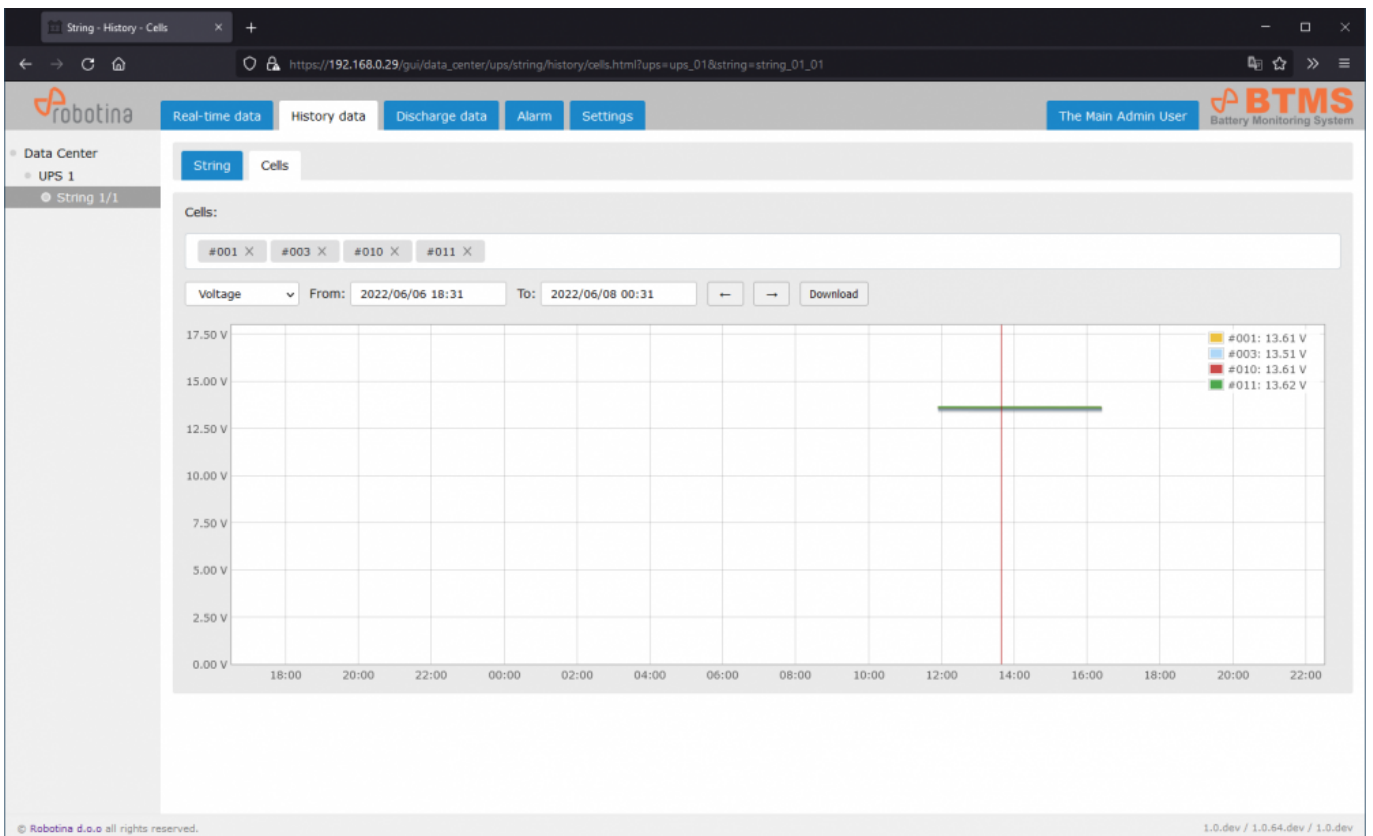 String - History - Cells
https://192.168.0.29/gui/data_center/ups/string/history/cells.html?ups=ups_01&string=string_01_01
robotina
Real-time data History data Discharge data Alarm Settings The Main Admin User
BTMS
Battery Monitoring System
Data Center
UPS 1
String 1/1
String Cells
Cells:
#001 × #003 × #010 × #011 ×
Voltage From: 2022/06/06 18:31 To: 2022/06/08 00:31 ← → Download
17.50 V
15.00 V
12.50 V
10.00 V
7.50 V
5.00 V
2.50 V
0.00 V
#001: 13.61 V
#003: 13.51 V
#010: 13.61 V
#011: 13.62 V
18:00 20:00 22:00 00:00 02:00 04:00 06:00 08:00 10:00 12:00 14:00 16:00 18:00 20:00 22:00
© Robotina d.o.o all rights reserved. 1.0.dev / 1.0.64.dev / 1.0.dev